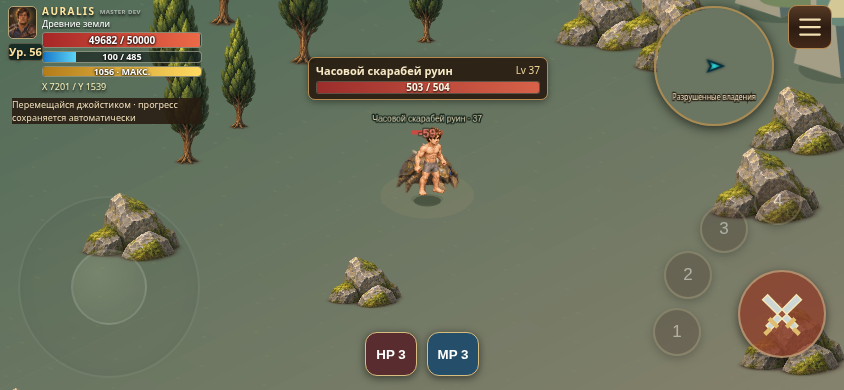 AURALIS MASTER DEV
Древние земли
Ур. 56
49682 / 50000
100 / 485
1056 · МАКС.
X 7201 / Y 1539
Перемещайся джойстиком · прогресс
сохраняется автоматически
Часовой скарабей руин Lv 37
503 / 504
Часовой скарабей руин · 37
-59
Разрушенные владения
4
3
2
1
HP 3
MP 3